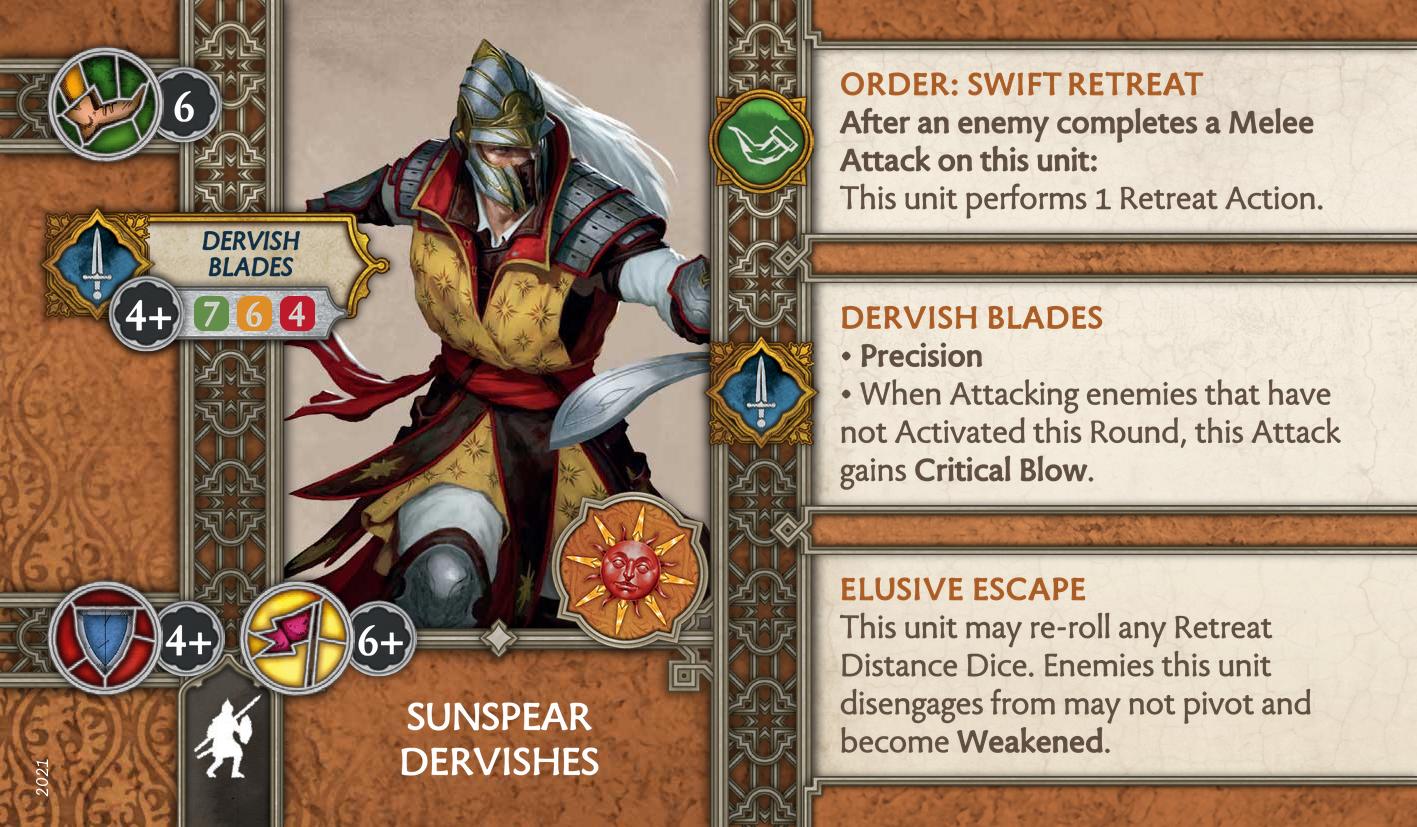 6
DERVISH
BLADES
4+ 7 6 4
4+ 6+
SUNSPEAR
DERVISHES
2021
ORDER: SWIFT RETREAT
After an enemy completes a Melee
Attack on this unit:
This unit performs 1 Retreat Action.
DERVISH BLADES
• Precision
• When Attacking enemies that have
not Activated this Round, this Attack
gains Critical Blow.
ELUSIVE ESCAPE
This unit may re-roll any Retreat
Distance Dice. Enemies this unit
disengages from may not pivot and
become Weakened.